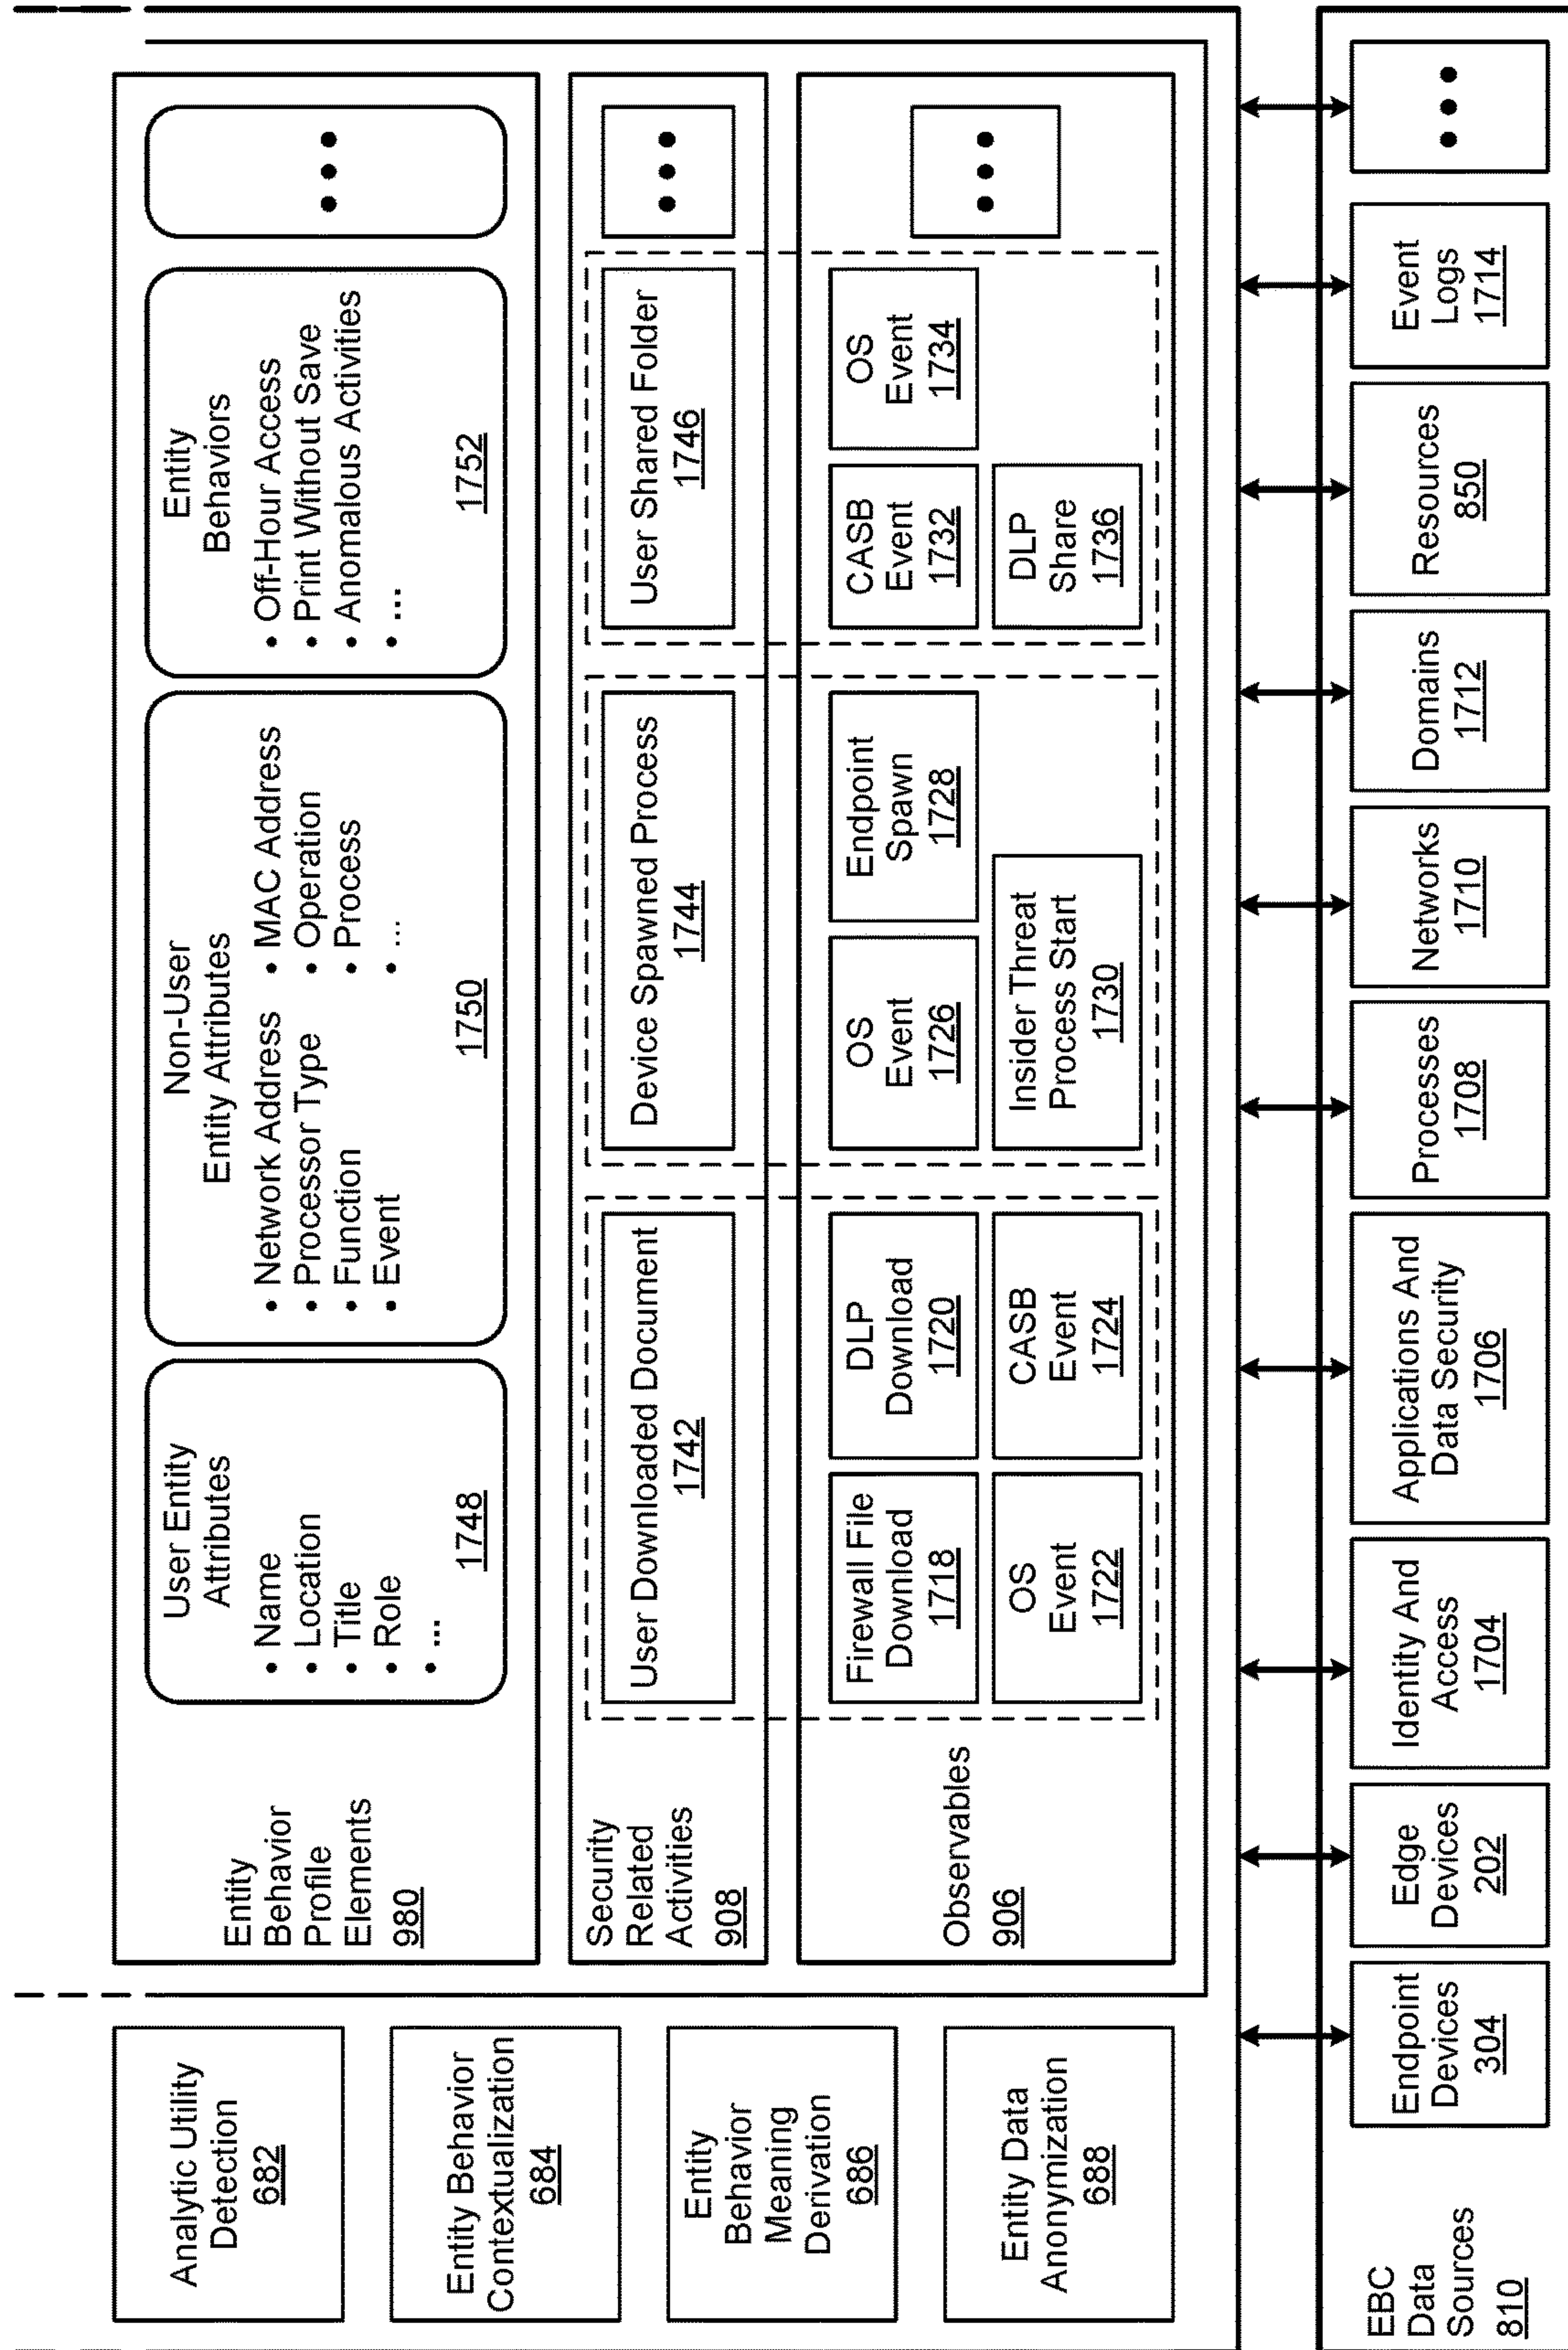 Analytic Utility
Detection
682
Entity Behavior
Contextualization
684
Entity
Behavior
Meaning
Derivation
686
Entity Data
Anonymization
688
Entity
Behavior
Profile
Elements
980
User Entity
Attributes
• Name
• Location
• Title
• Role
• ...
1748
Non-User
Entity Attributes
• Network Address
• Processor Type
• Function
• Event
• MAC Address
• Operation
• Process
• ...
1750
Entity
Behaviors
• Off-Hour Access
• Print Without Save
• Anomalous Activities
• ...
1752
• • •
Security
Related
Activities
908
User Downloaded Document
1742
Device Spawned Process
1744
User Shared Folder
1746
• • •
Observables
906
Firewall File
Download
1718
DLP
Download
1720
OS
Event
1722
CASB
Event
1724
OS
Event
1726
Endpoint
Spawn
1728
Insider Threat
Process Start
1730
CASB
Event
1732
OS
Event
1734
DLP
Share
1736
• • •
EBC
Data
Sources
810
Endpoint
Devices
304
Edge
Devices
202
Identity And
Access
1704
Applications And
Data Security
1706
Processes
1708
Networks
1710
Domains
1712
Resources
850
Event
Logs
1714
• • •